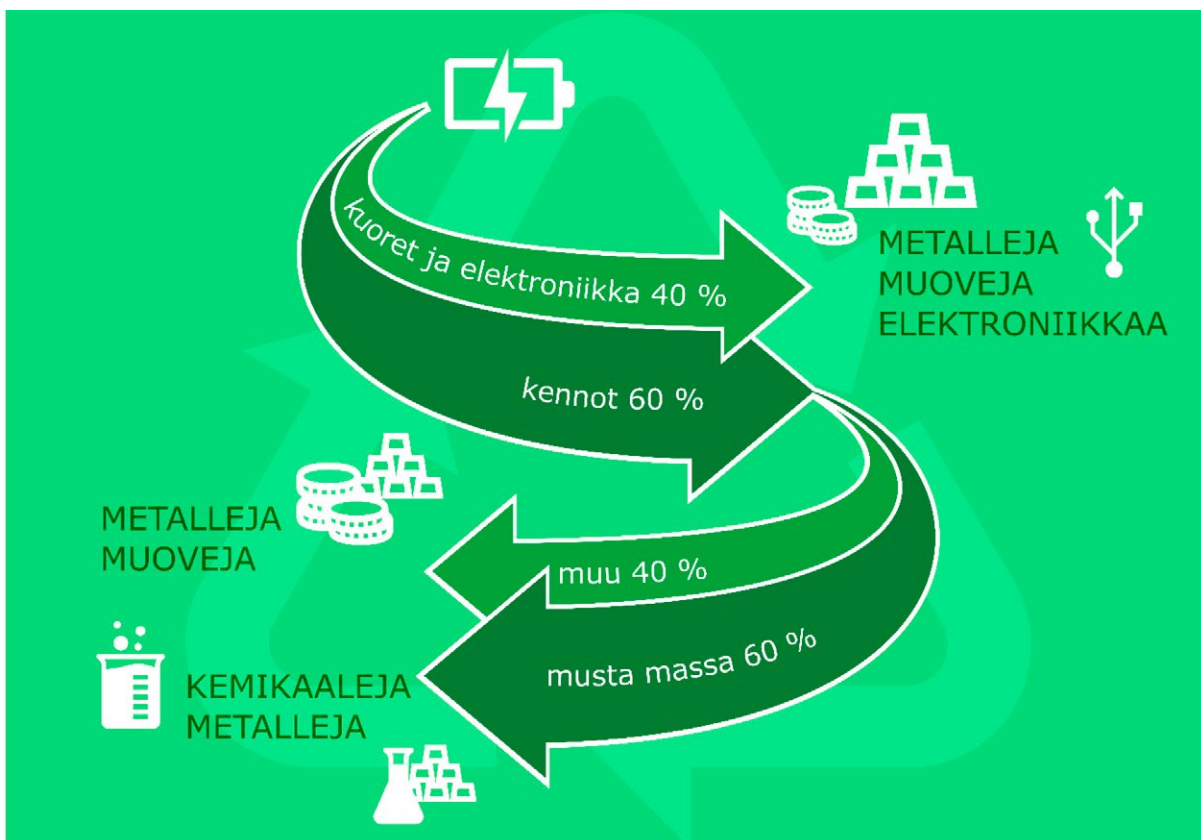 kuoret ja elektroniikka 40 %
METALLEJA
MUOVEJA
ELEKTRONIIKKAA
kennot 60 %
METALLEJA
MUOVEJA
muu 40 %
musta massa 60 %
KEMIKAALEJA
METALLEJA